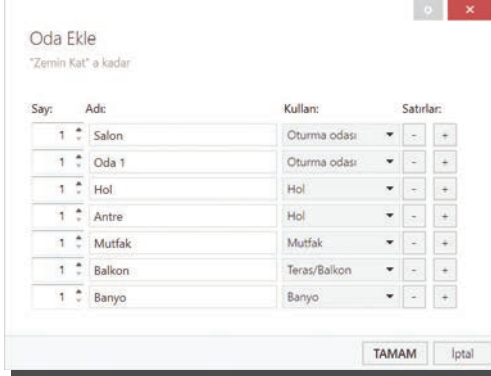 Oda Ekle
"Zemin Kat" a kadar
Say: Adı: Kullan: Satırlar:
1 Salon Oturma odası - +
1 Oda 1 Oturma odası - +
1 Hol Hol - +
1 Antre Hol - +
1 Mutfak Mutfak - +
1 Balkon Teras/Balkon - +
1 Banyo Banyo - +
TAMAM İptal